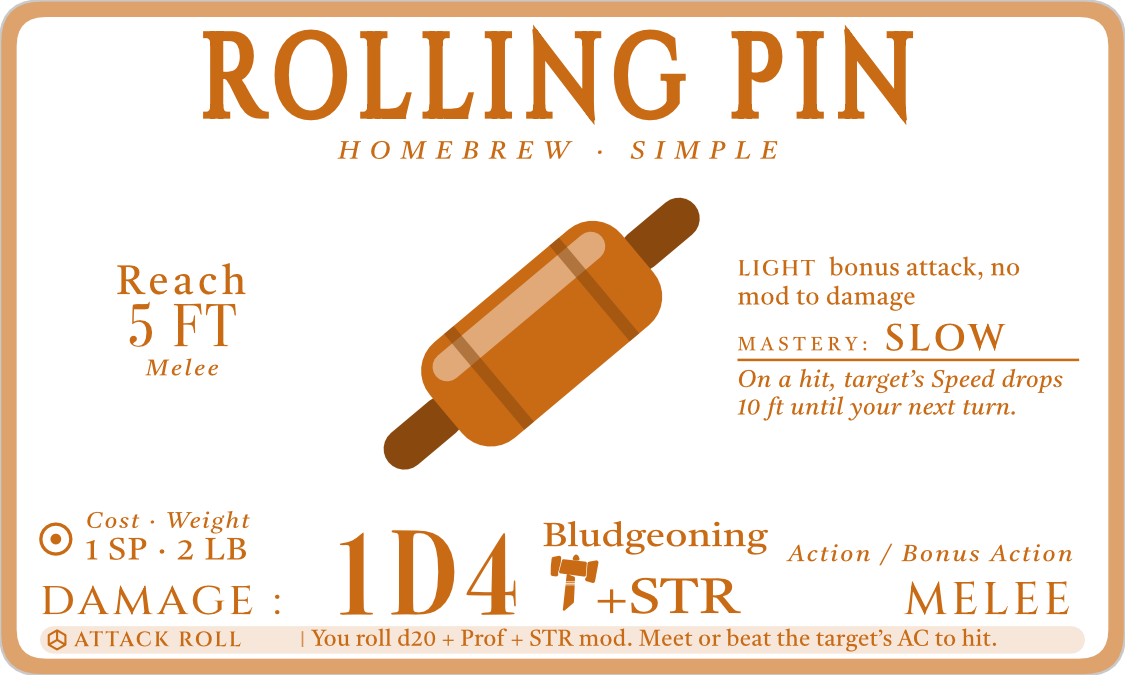 ROLLING PIN
HOMEBREW · SIMPLE
Reach
5 FT
Melee
LIGHT bonus attack, no
mod to damage
MASTERY: SLOW
On a hit, target’s Speed drops
10 ft until your next turn.
Cost · Weight
1 SP · 2 LB
DAMAGE :
1D4
Bludgeoning
+STR
Action / Bonus Action
MELEE
ATTACK ROLL | You roll d20 + Prof + STR mod. Meet or beat the target’s AC to hit.